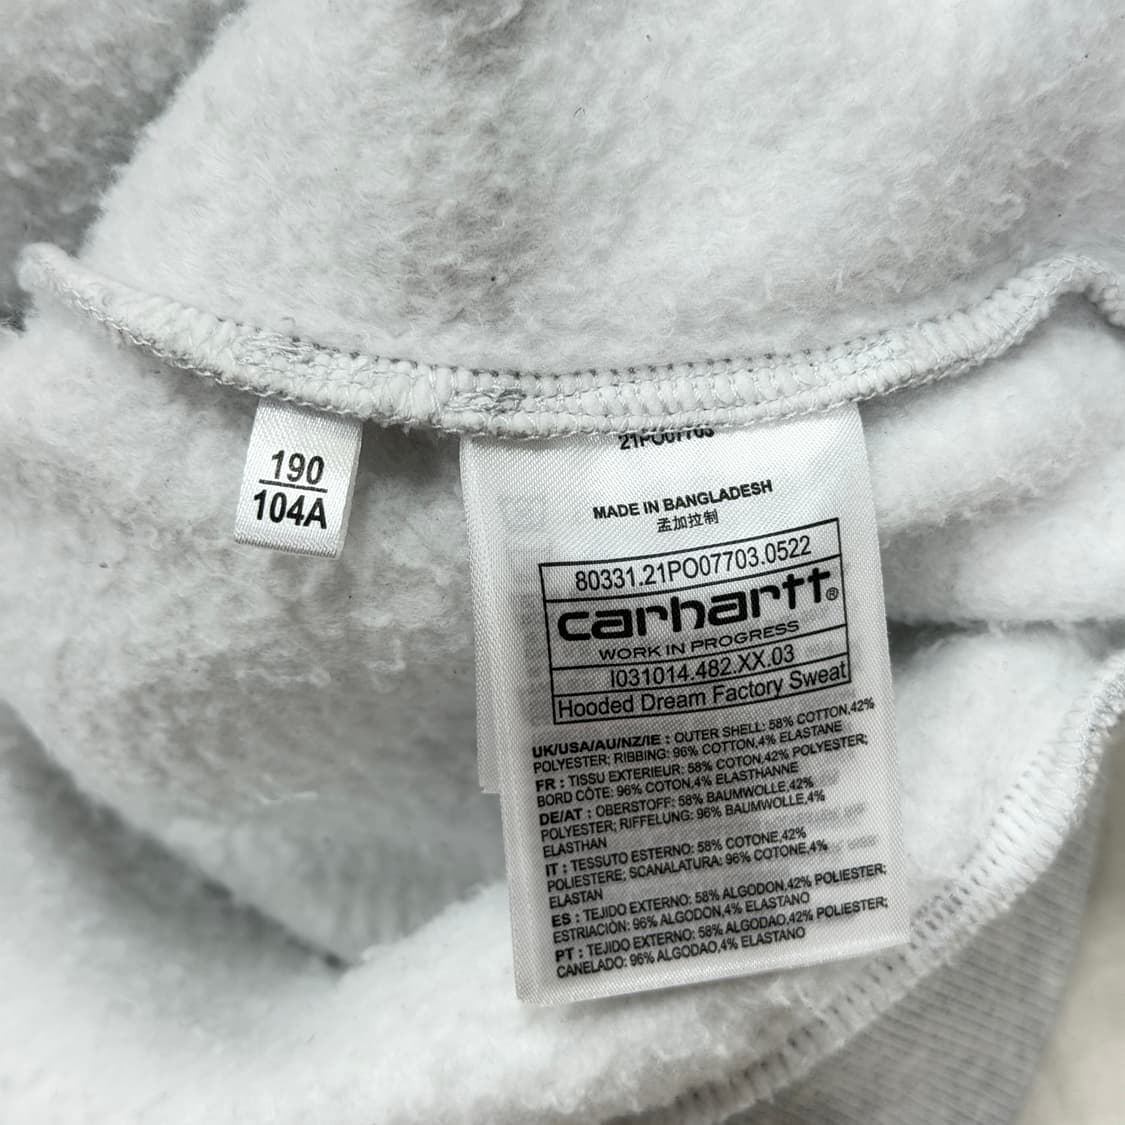 190
104A
21PO07703
MADE IN BANGLADESH
孟加拉制
80331.21PO07703.0522
carhartt®
WORK IN PROGRESS
I031014.482.XX.03
Hooded Dream Factory Sweat
UK/USA/AU/NZ/IE : OUTER SHELL: 58% COTTON,42%
POLYESTER; RIBBING: 96% COTTON,4% ELASTANE
FR : TISSU EXTERIEUR: 58% COTON,42% POLYESTER;
BORD CÔTE: 96% COTON,4% ELASTHANNE
DE/AT : OBERSTOFF: 58% BAUMWOLLE,42%
POLYESTER; RIFFELUNG: 96% BAUMWOLLE,4%
ELASTHAN
IT : TESSUTO ESTERNO: 58% COTONE,42%
POLIESTERE; SCANALATURA: 96% COTONE,4%
ELASTAN
ES : TEJIDO EXTERNO: 58% ALGODON,42% POLIESTER;
ESTRIACIÓN: 96% ALGODON,4% ELASTANO
PT : TEJIDO EXTERNO: 58% ALGODAO,42% POLIESTER;
CANELADO: 96% ALGODAO,4% ELASTANO